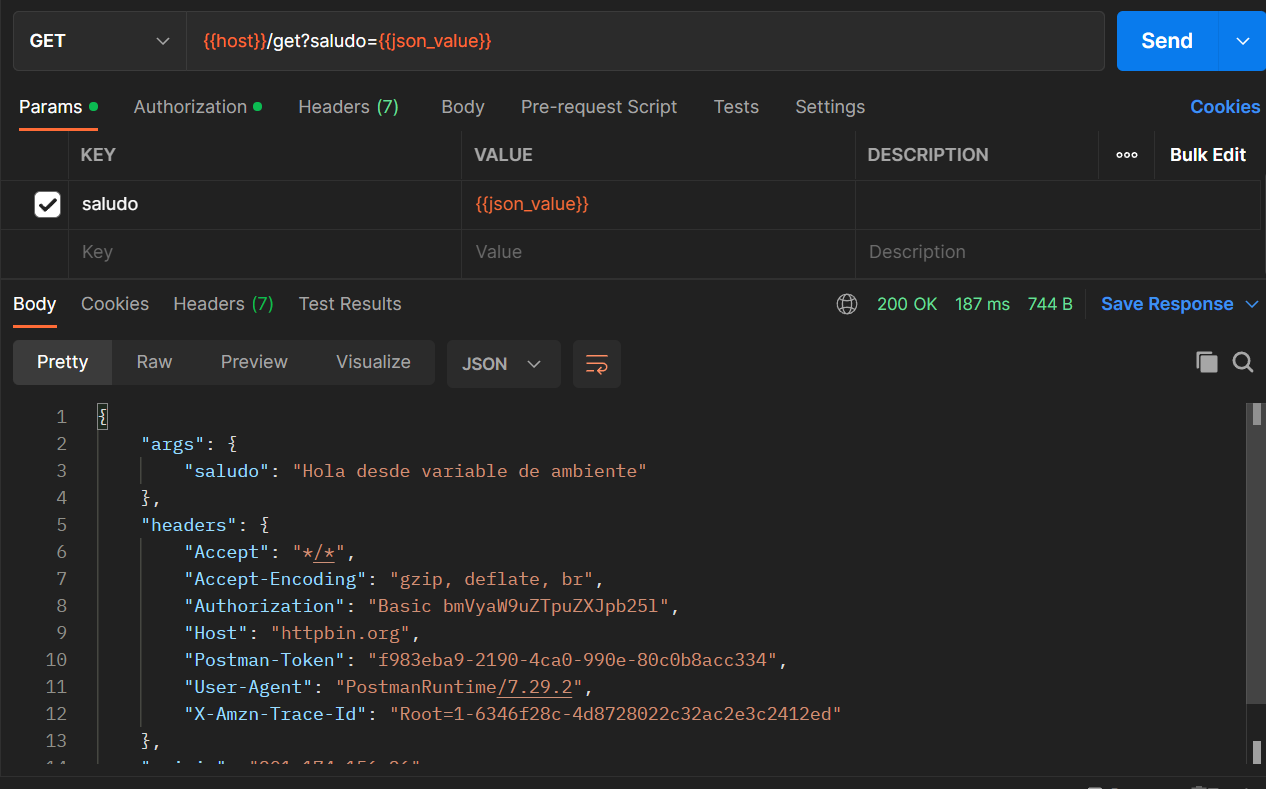 GET {{host}}/get?saludo={{json_value}} Send
Params Authorization Headers (7) Body Pre-request Script Tests Settings Cookies
KEY VALUE DESCRIPTION ooo Bulk Edit
saludo {{json_value}}
Key Value Description
Body Cookies Headers (7) Test Results 200 OK 187 ms 744 B Save Response
Pretty Raw Preview Visualize JSON
1 {
2 "args": {
3 "saludo": "Hola desde variable de ambiente"
4 },
5 "headers": {
6 "Accept": "*/*",
7 "Accept-Encoding": "gzip, deflate, br",
8 "Authorization": "Basic bmVyaW9uZTpuZXJpb25l",
9 "Host": "httpbin.org",
10 "Postman-Token": "f983eba9-2190-4ca0-990e-80c0b8acc334",
11 "User-Agent": "PostmanRuntime/7.29.2",
12 "X-Amzn-Trace-Id": "Root=1-6346f28c-4d8728022c32ac2e3c2412ed"
13 },